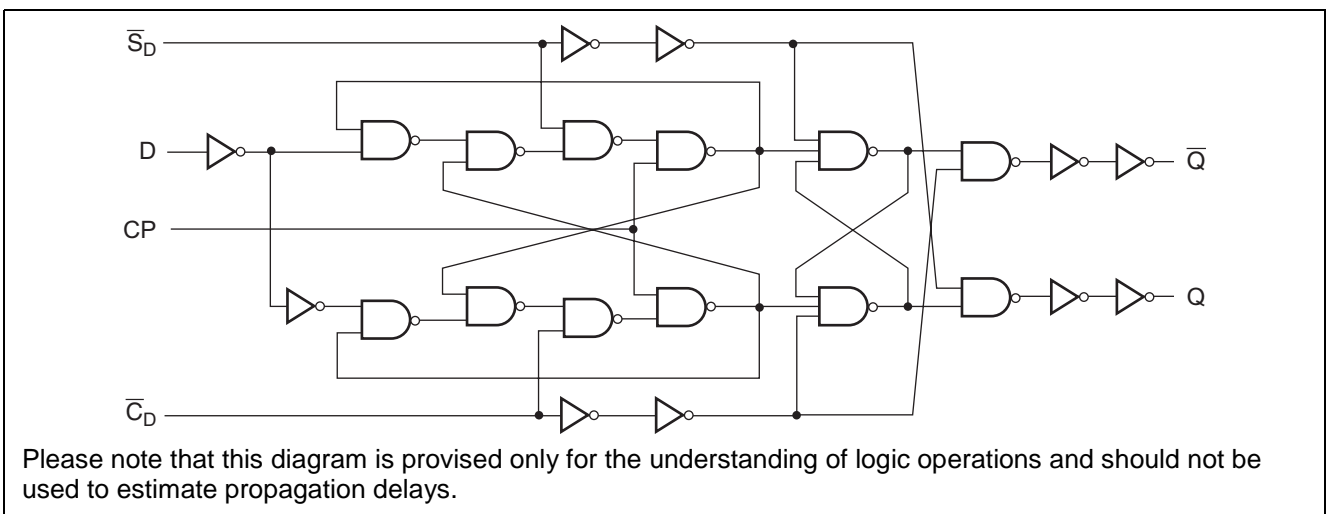 S̅D
D
Q̅
CP
Q
C̅D
Please note that this diagram is provised only for the understanding of logic operations and should not be
used to estimate propagation delays.